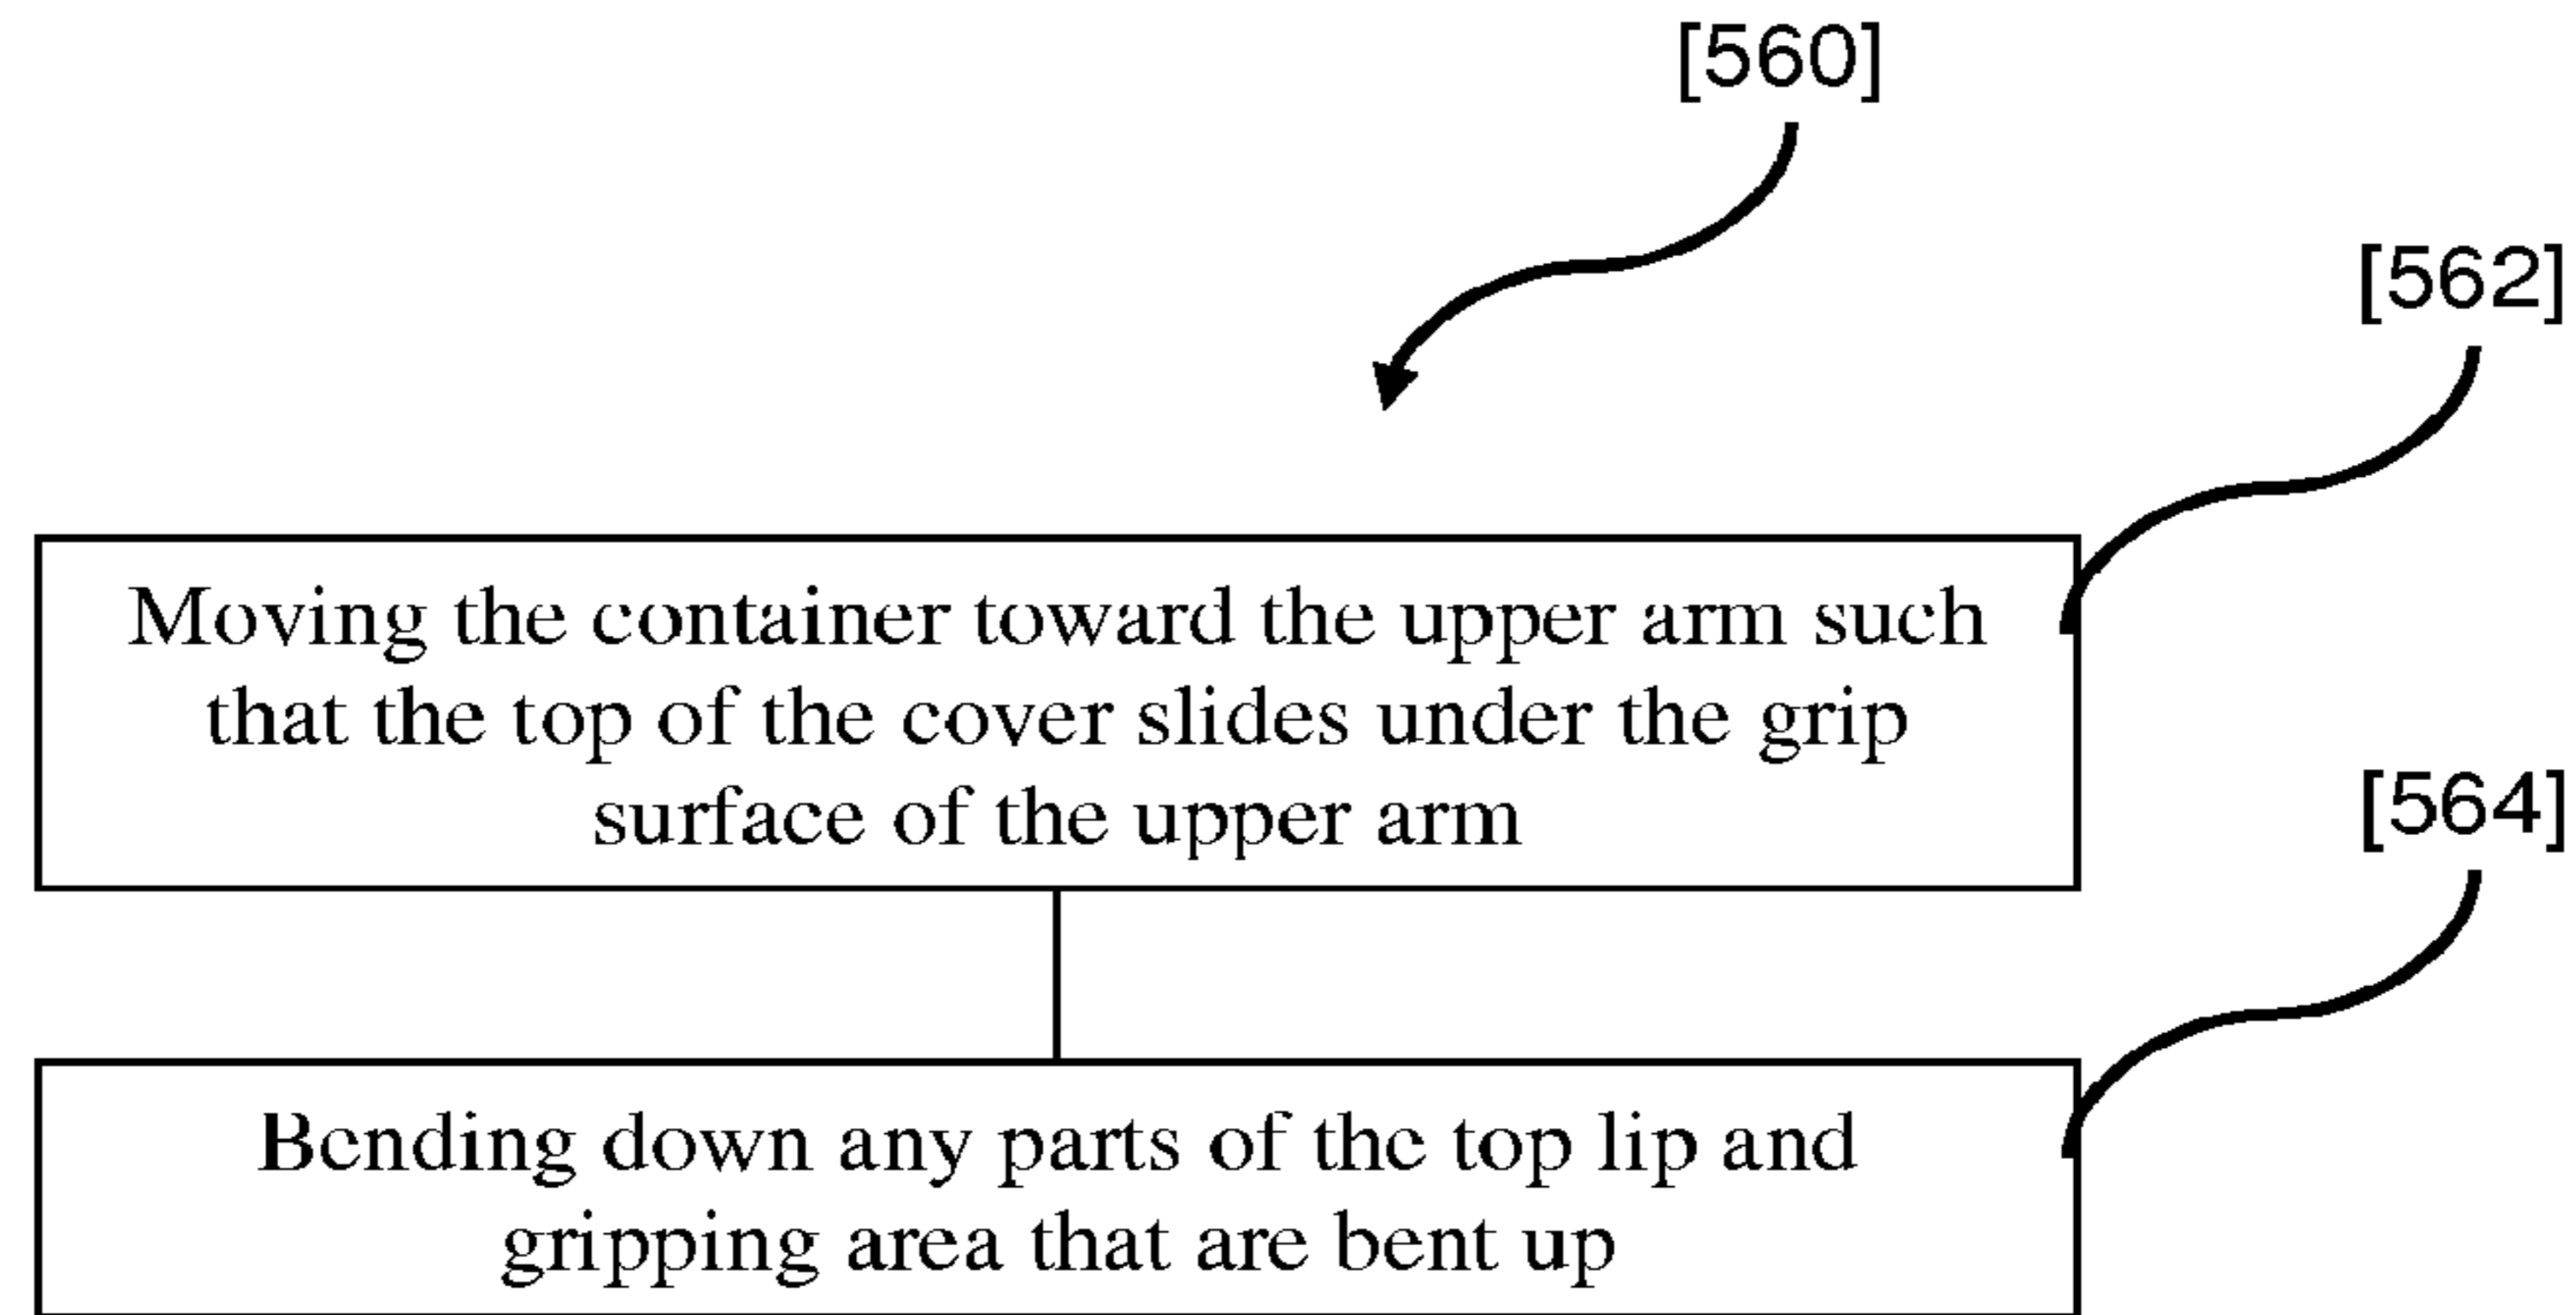 [560]
[562]
Moving the container toward the upper arm such
that the top of the cover slides under the grip
surface of the upper arm
[564]
Bending down any parts of the top lip and
gripping area that are bent up